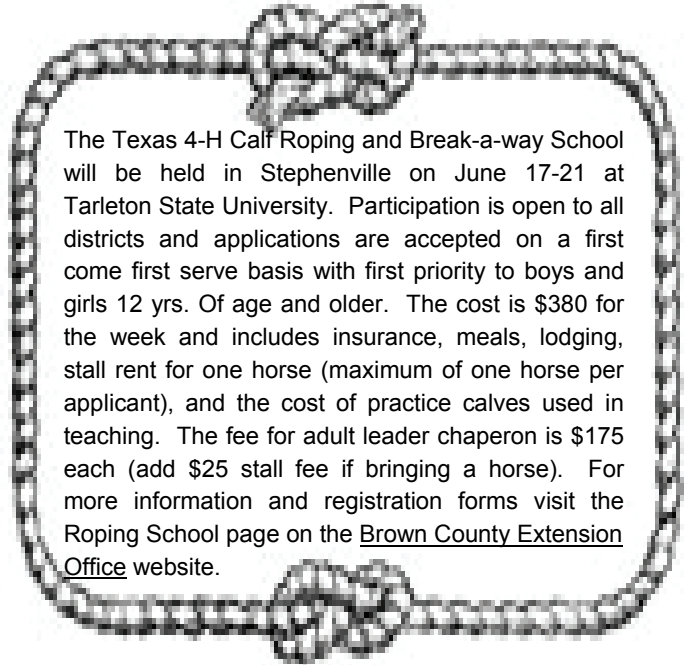 The Texas 4-H Calf Roping and Break-a-way School
will be held in Stephenville on June 17-21 at
Tarleton State University. Participation is open to all
districts and applications are accepted on a first
come first serve basis with first priority to boys and
girls 12 yrs. Of age and older. The cost is $380 for
the week and includes insurance, meals, lodging,
stall rent for one horse (maximum of one horse per
applicant), and the cost of practice calves used in
teaching. The fee for adult leader chaperon is $175
each (add $25 stall fee if bringing a horse). For
more information and registration forms visit the
Roping School page on the Brown County Extension
Office website.